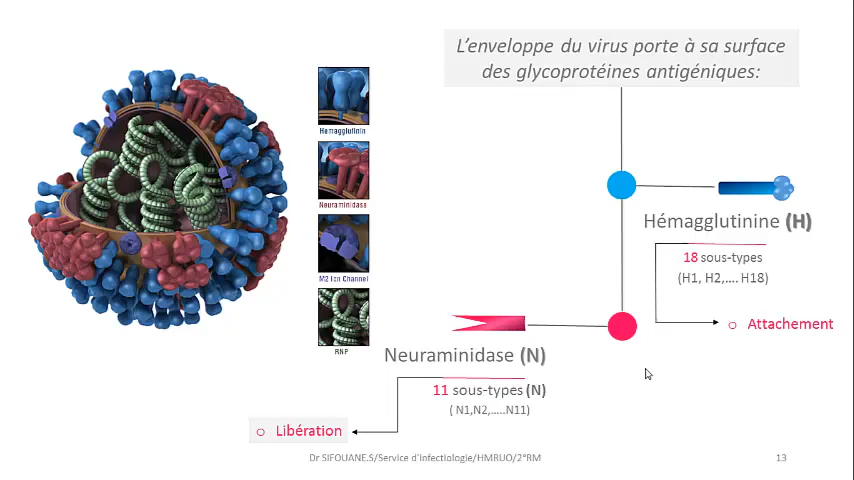 L'enveloppe du virus porte à sa surface
des glycoprotéines antigéniques:
Hemagglutinin
Neuraminidase
M2 Ion Channel
RNP
Hémagglutinine (H)
18 sous-types
(H1, H2,.... H18)
o Attachement
Neuraminidase (N)
11 sous-types (N)
( N1,N2,.....N11)
o Libération
Dr SIFOUANE.S/Service d'Infectiologie/HMRUO/2°RM
13